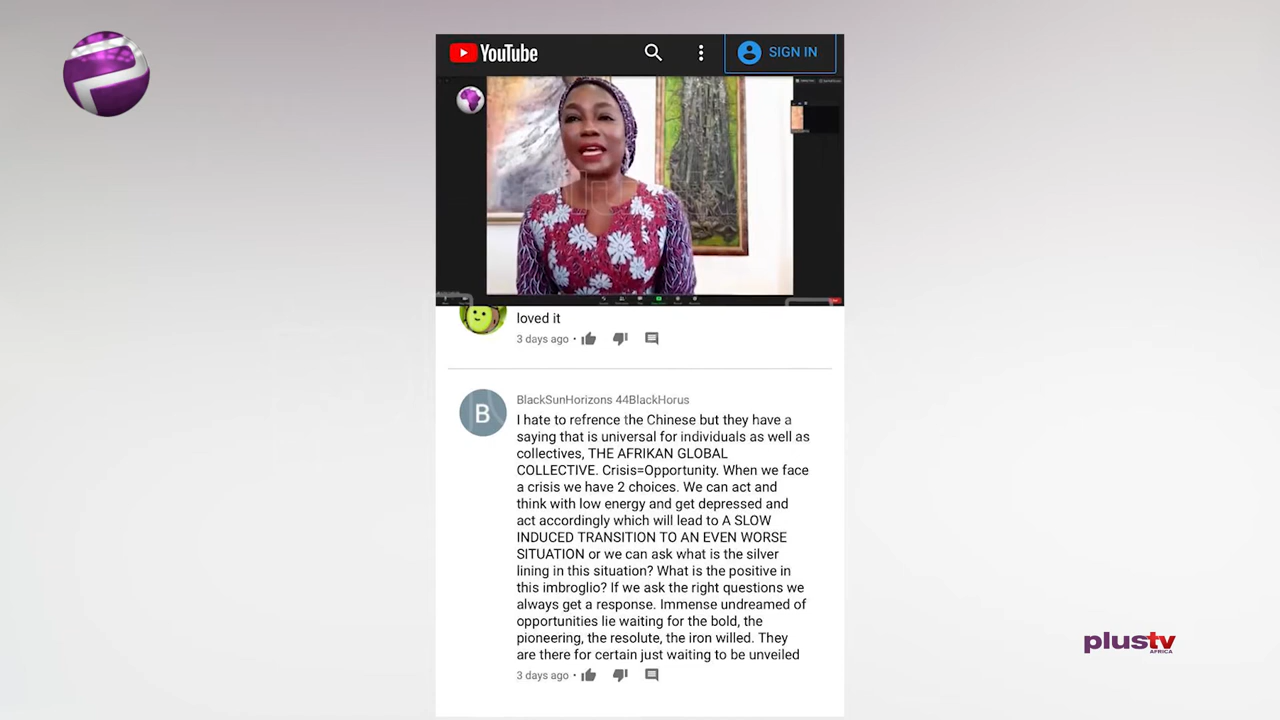 YouTube
SIGN IN
loved it
3 days ago •
B
BlackSunHorizons 44BlackHorus
I hate to refrence the Chinese but they have a
saying that is universal for individuals as well as
collectives, THE AFRIKAN GLOBAL
COLLECTIVE. Crisis=Opportunity. When we face
a crisis we have 2 choices. We can act and
think with low energy and get depressed and
act accordingly which will lead to A SLOW
INDUCED TRANSITION TO AN EVEN WORSE
SITUATION or we can ask what is the silver
lining in this situation? What is the positive in
this imbroglio? If we ask the right questions we
always get a response. Immense undreamed of
opportunities lie waiting for the bold, the
pioneering, the resolute, the iron willed. They
are there for certain just waiting to be unveiled
3 days ago •
plustv
AFRICA